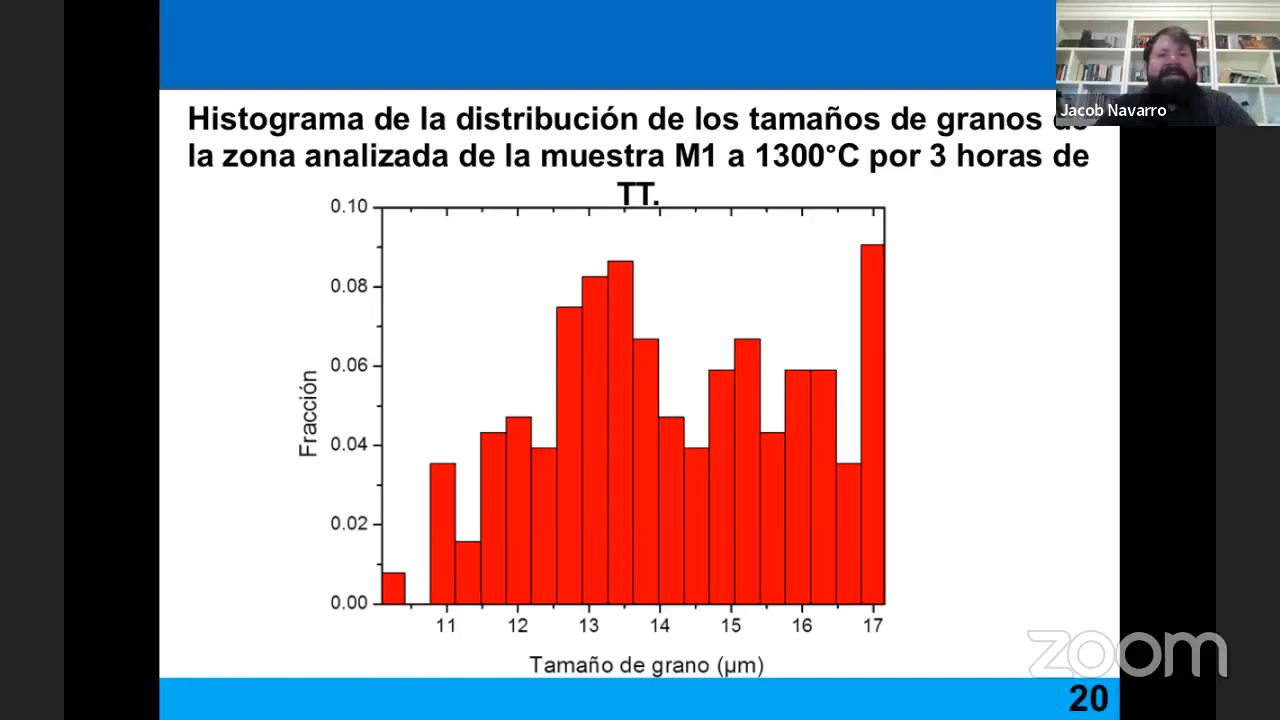 Jacob Navarro
Histograma de la distribución de los tamaños de granos de
la zona analizada de la muestra M1 a 1300°C por 3 horas de
TT.
0.10
0.08
0.06
0.04
0.02
0.00
Fracción
11 12 13 14 15 16 17
Tamaño de grano (µm)
zoom
20